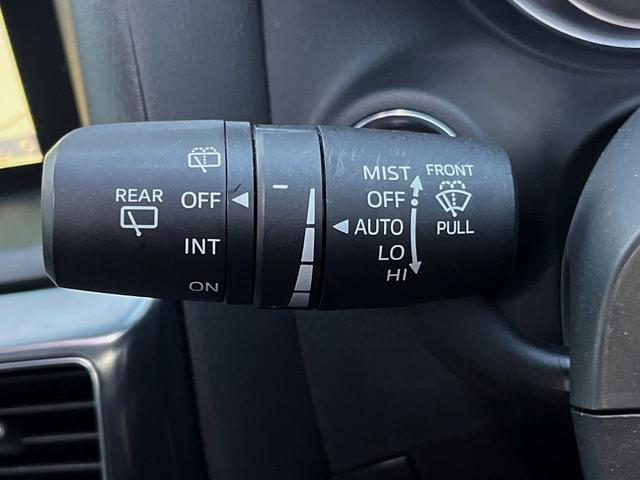 REAR
OFF
INT
ON
MIST
OFF
AUTO
LO
HI
FRONT
PULL